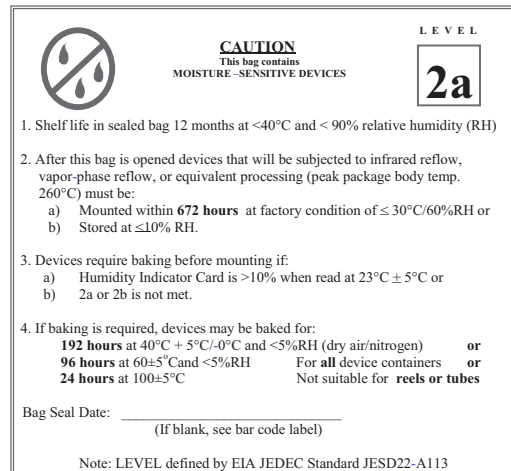 LEVEL
CAUTION
This bag contains
MOISTURE –SENSITIVE DEVICES
2a
1. Shelf life in sealed bag 12 months at <40°C and < 90% relative humidity (RH)
2. After this bag is opened devices that will be subjected to infrared reflow,
vapor-phase reflow, or equivalent processing (peak package body temp.
260°C) must be:
a) Mounted within 672 hours at factory condition of ≤ 30°C/60%RH or
b) Stored at ≤10% RH.
3. Devices require baking before mounting if:
a) Humidity Indicator Card is >10% when read at 23°C ± 5°C or
b) 2a or 2b is not met.
4. If baking is required, devices may be baked for:
192 hours at 40°C + 5°C/-0°C and <5%RH (dry air/nitrogen) or
96 hours at 60±5°Cand <5%RH For all device containers or
24 hours at 100±5°C Not suitable for reels or tubes
Bag Seal Date: ______________________________
(If blank, see bar code label)
Note: LEVEL defined by EIA JEDEC Standard JESD22-A113